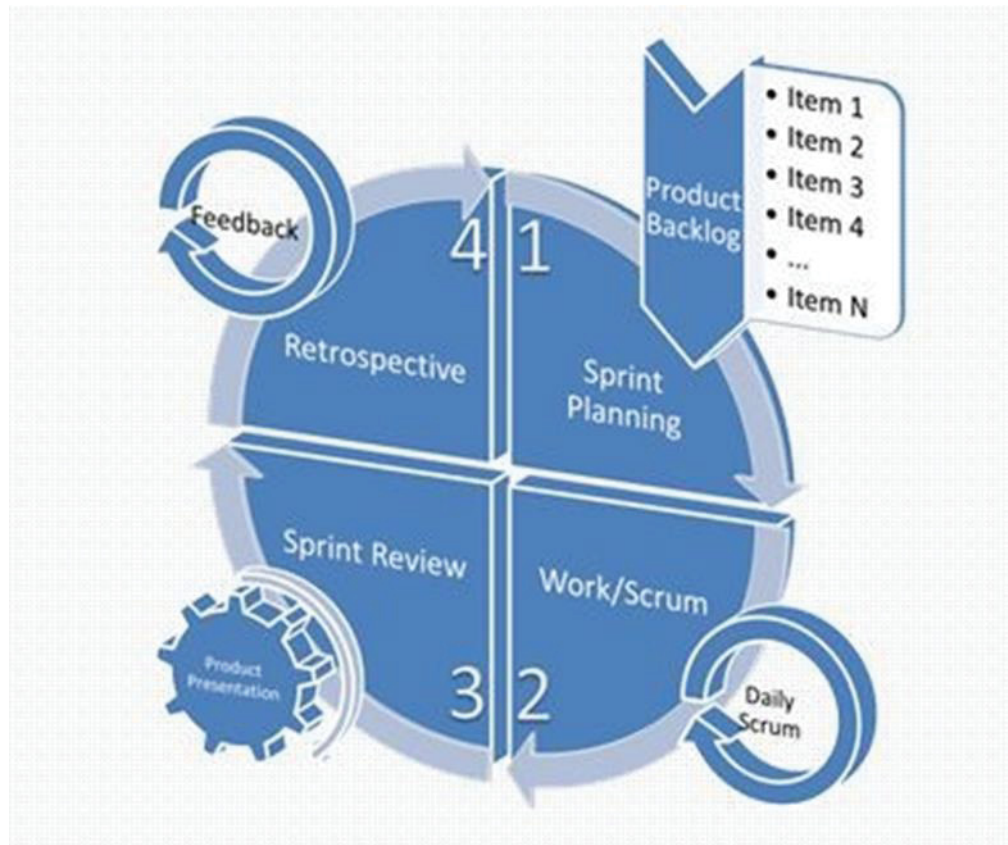 Product
Backlog
• Item 1
• Item 2
• Item 3
• Item 4
• ...
• Item N
1
Sprint
Planning
2
Work/Scrum
Daily
Scrum
3
Sprint Review
Product
Presentation
4
Retrospective
Feedback